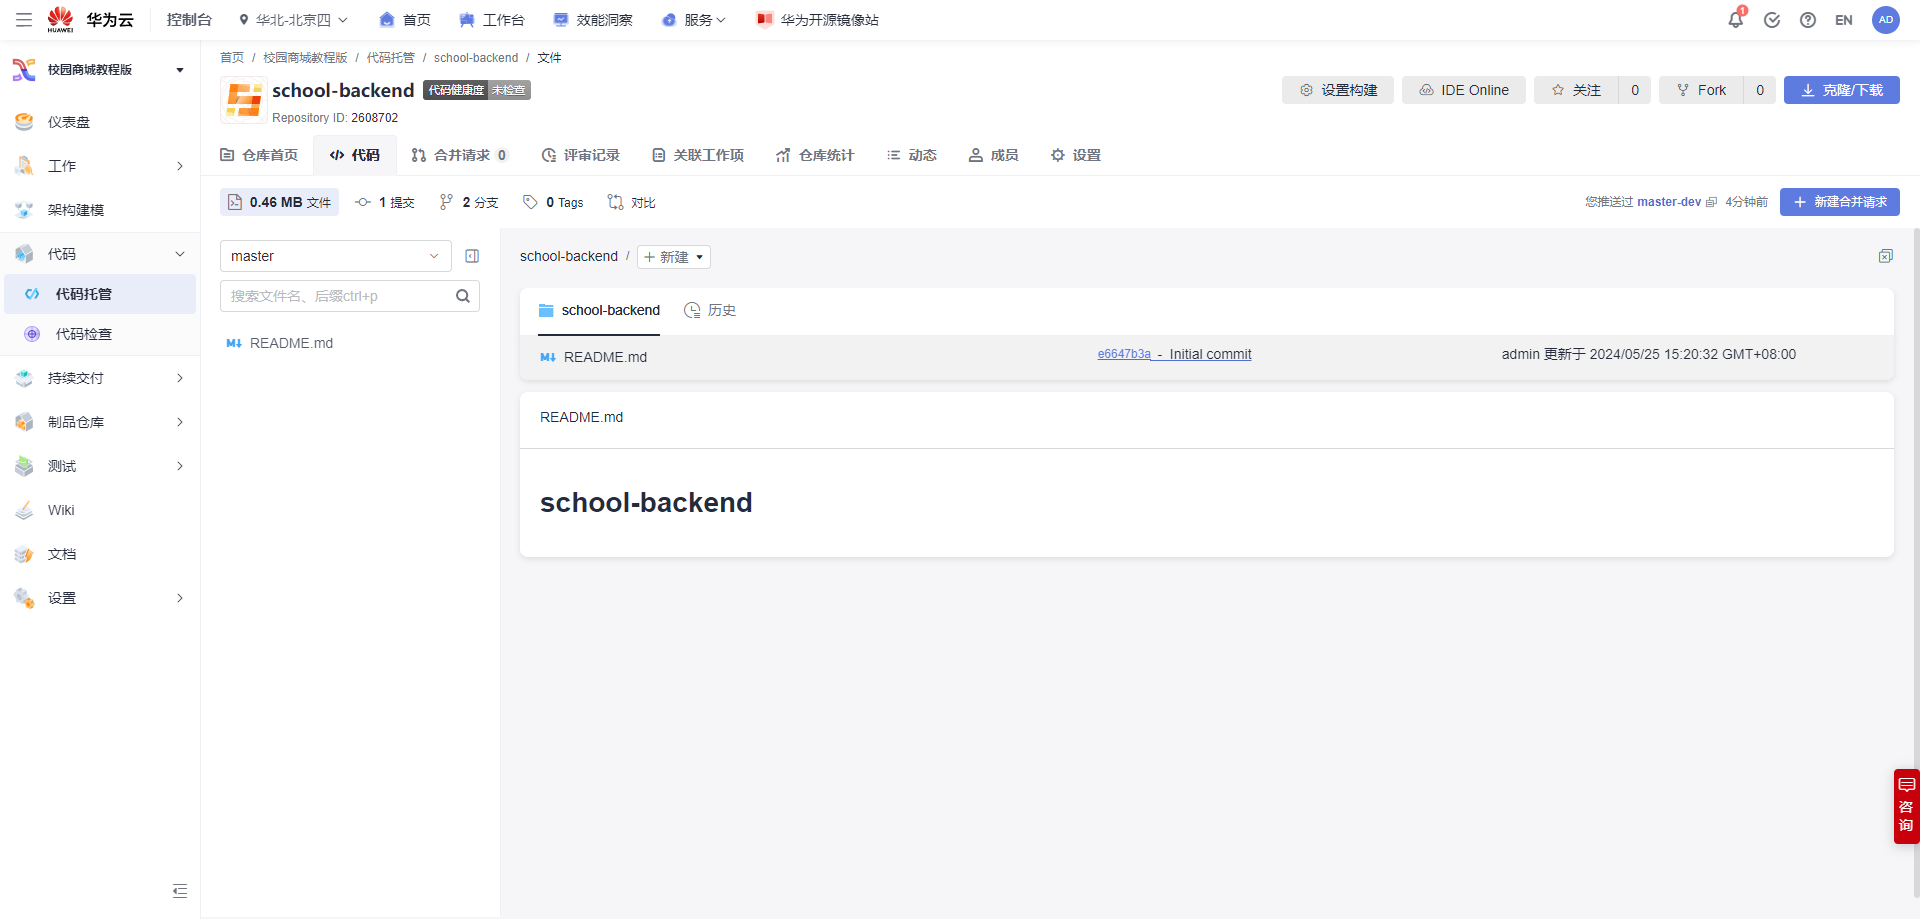 HUAWEI
华为云
控制台
华北-北京四
首页
工作台
效能洞察
服务
华为开源镜像站
1
EN
AD
校园商城教程版
仪表盘
工作
架构建模
代码
代码托管
代码检查
持续交付
制品仓库
测试
Wiki
文档
设置
首页 / 校园商城教程版 / 代码托管 / school-backend / 文件
school-backend
代码健康度 未检查
Repository ID: 2608702
设置构建
IDE Online
关注 0
Fork 0
克隆/下载
仓库首页
代码
合并请求 0
评审记录
关联工作项
仓库统计
动态
成员
设置
0.46 MB 文件
1 提交
2 分支
0 Tags
对比
您推送过 master-dev 4分钟前
新建合并请求
master
搜索文件名、后缀ctrl+p
README.md
school-backend /
新建
school-backend
历史
README.md
e6647b3a - Initial commit
admin 更新于 2024/05/25 15:20:32 GMT+08:00
README.md
school-backend
咨询